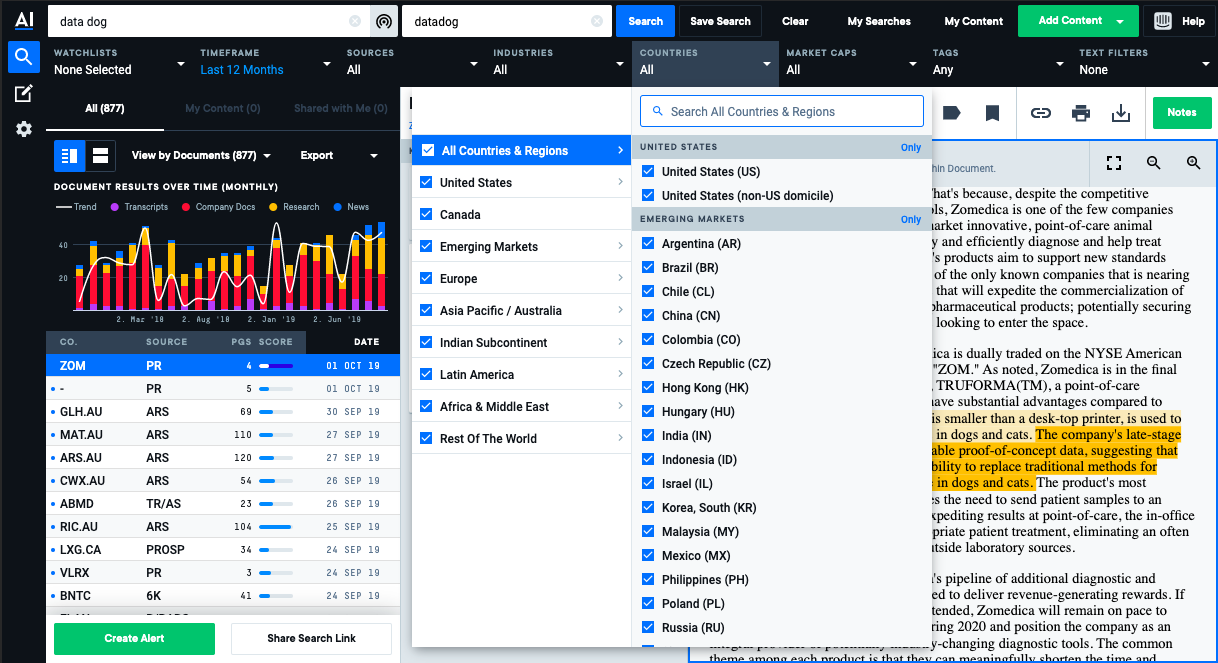 AI
data dog
datadog
Search
Save Search
Clear
My Searches
My Content
Add Content
Help
WATCHLISTS
None Selected
TIMEFRAME
Last 12 Months
SOURCES
All
INDUSTRIES
All
COUNTRIES
All
MARKET CAPS
All
TAGS
Any
TEXT FILTERS
None
All (877)
My Content (0)
Shared with Me (0)
View by Documents (877)
Export
DOCUMENT RESULTS OVER TIME (MONTHLY)
Trend
Transcripts
Company Docs
Research
News
40
20
2. Mar '18
2. Aug '18
2. Jan '19
2. Jun '19
CO. SOURCE PGS SCORE DATE
ZOM PR 4 01 OCT 19
- PR 5 01 OCT 19
GLH.AU ARS 69 30 SEP 19
MAT.AU ARS 110 27 SEP 19
ARS.AU ARS 120 27 SEP 19
CWX.AU ARS 54 26 SEP 19
ABMD TR/AS 23 26 SEP 19
RIC.AU ARS 104 25 SEP 19
LXG.CA PROSP 34 24 SEP 19
VLRX PR 3 24 SEP 19
BNTC 6K 41 24 SEP 19
Create Alert
Share Search Link
All Countries & Regions
United States
Canada
Emerging Markets
Europe
Asia Pacific / Australia
Indian Subcontinent
Latin America
Africa & Middle East
Rest Of The World
Search All Countries & Regions
UNITED STATES Only
United States (US)
United States (non-US domicile)
EMERGING MARKETS Only
Argentina (AR)
Brazil (BR)
Chile (CL)
China (CN)
Colombia (CO)
Czech Republic (CZ)
Hong Kong (HK)
Hungary (HU)
India (IN)
Indonesia (ID)
Israel (IL)
Korea, South (KR)
Malaysia (MY)
Mexico (MX)
Philippines (PH)
Poland (PL)
Russia (RU)
Notes
hin Document.
That's because, despite the competitive
ols, Zomedica is one of the few companies
market innovative, point-of-care animal
y and efficiently diagnose and help treat
's products aim to support new standards
of the only known companies that is nearing
that will expedite the commercialization of
pharmaceutical products; potentially securing
looking to enter the space.
ica is dually traded on the NYSE American
"ZOM." As noted, Zomedica is in the final
, TRUFORMA(TM), a point-of-care
have substantial advantages compared to
is smaller than a desk-top printer, is used to
in dogs and cats. The company's late-stage
able proof-of-concept data, suggesting that
bility to replace traditional methods for
e in dogs and cats. The product's most
es the need to send patient samples to an
xpediting results at point-of-care, the in-office
priate patient treatment, eliminating an often
utside laboratory sources.
a's pipeline of additional diagnostic and
ed to deliver revenue-generating rewards. If
tended, Zomedica will remain on pace to
ring 2020 and position the company as an
integral provider of potentially industry-changing diagnostic tools. The common
theme among each product is that they can meaningfully shorten the time and